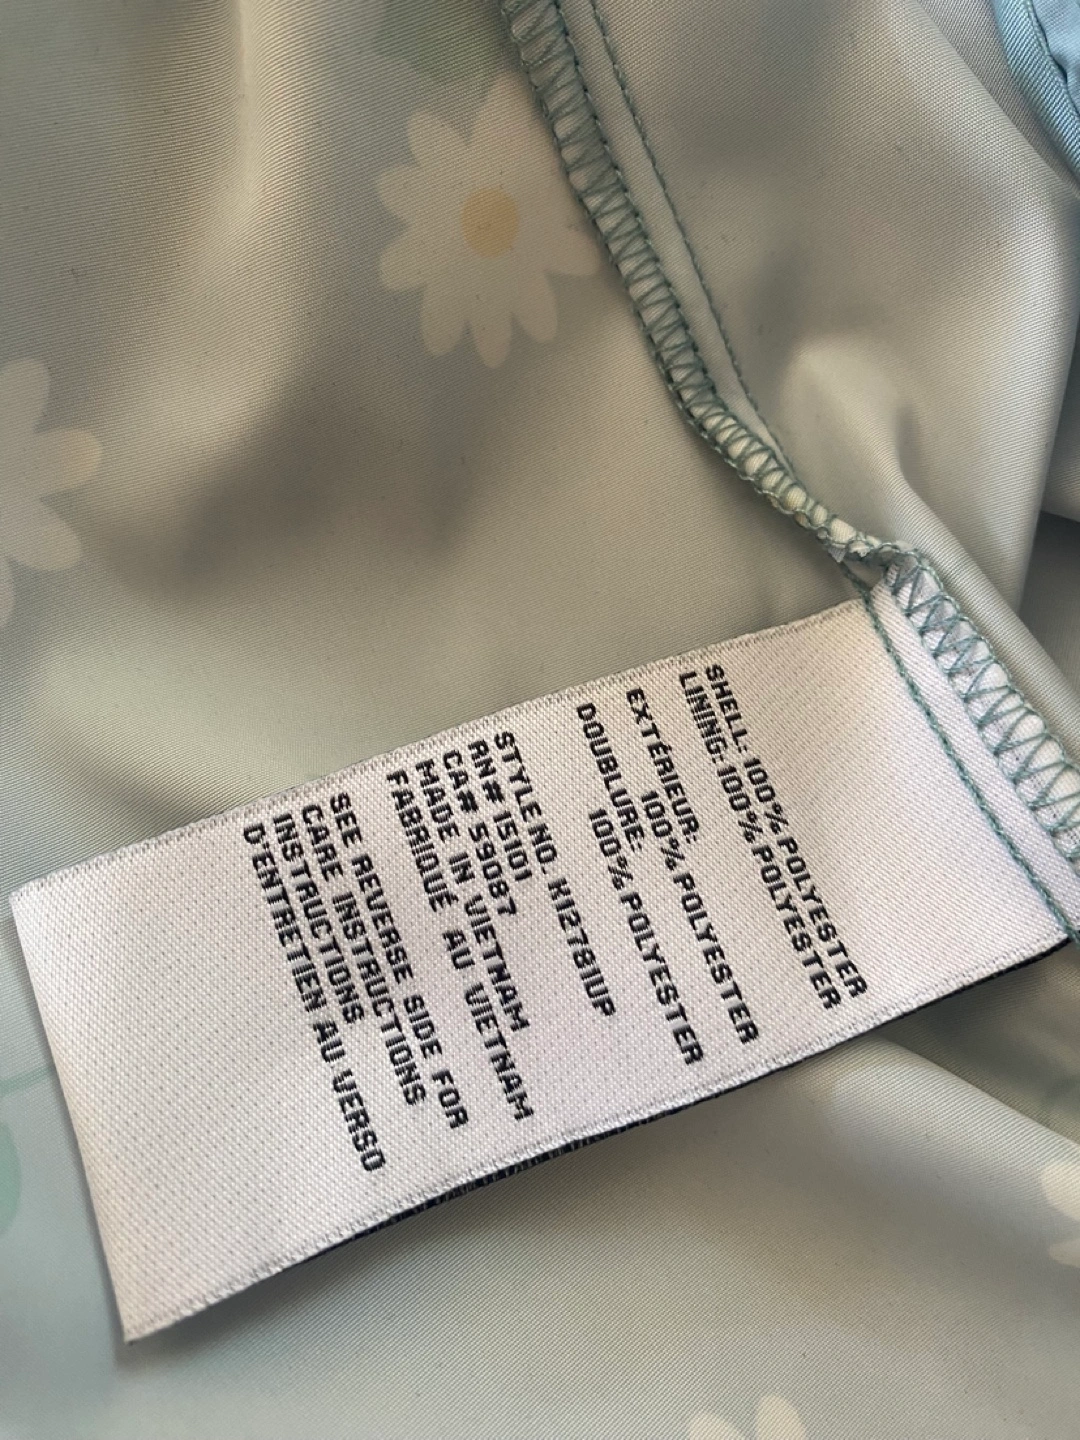 SHELL: 100% POLYESTER
LINING: 100% POLYESTER
EXTÉRIEUR:
100% POLYESTER
DOUBLURE:
100% POLYESTER
STYLE NO. K12781UP
RN# 15101
CA# 59087
MADE IN VIETNAM
FABRIQUÉ AU VIETNAM
SEE REVERSE SIDE FOR
CARE INSTRUCTIONS
INSTRUCTIONS
D'ENTRETIEN AU VERSO